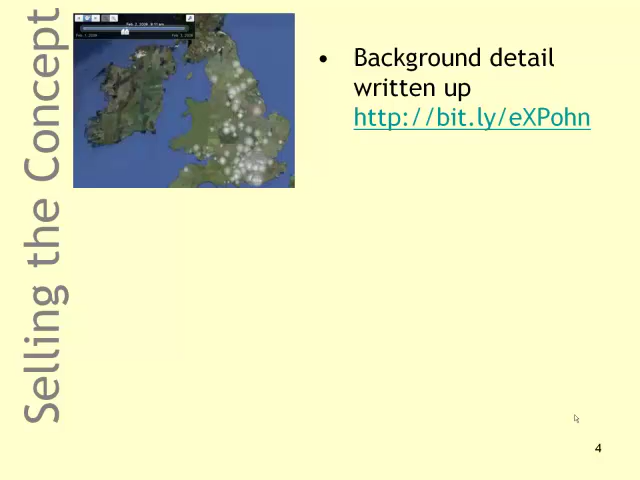 Selling the Concept
Background detail
written up
http://bit.ly/eXPohn
4